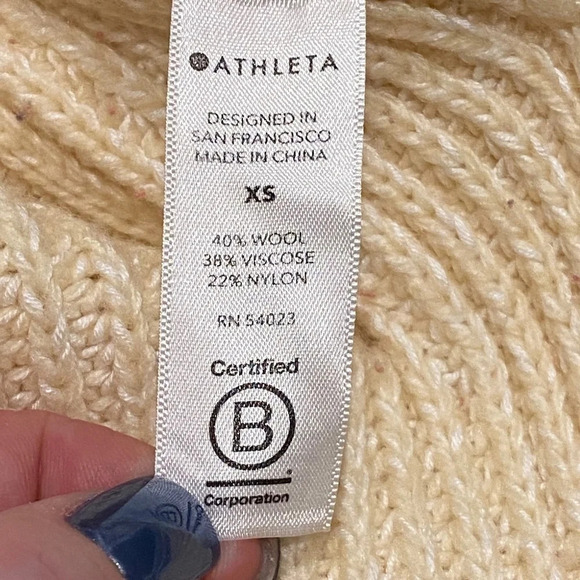 ATHLETA
DESIGNED IN
SAN FRANCISCO
MADE IN CHINA
XS
40% WOOL
38% VISCOSE
22% NYLON
RN 54023
Certified
B
Corporation